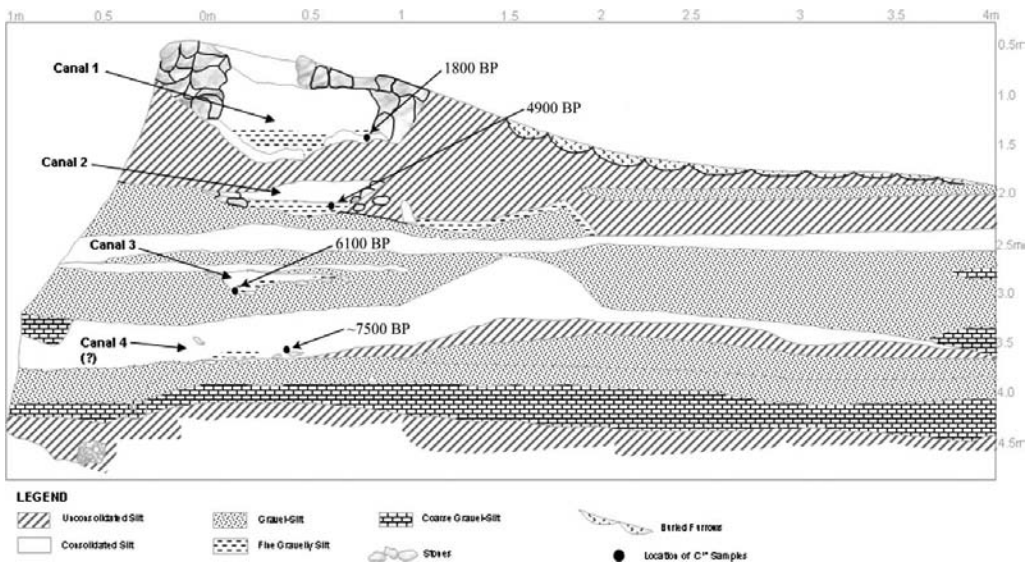 1m 0.5 0m 0.5 1 1.5 2 2.5 3 3.5 4m
0.5m
1.0
1.5
2.0
2.5m
3.0
3.5
4.0
4.5m
Canal 1
1800 BP
4900 BP
Canal 2
Canal 3
6100 BP
~7500 BP
Canal 4
(?)
LEGEND
Unconsolidated Silt
Gravel-Silt
Coarse Gravel-Silt
Buried Furrows
Consolidated Silt
Fine Gravelly Silt
Stones
Location of C¹⁴ Samples